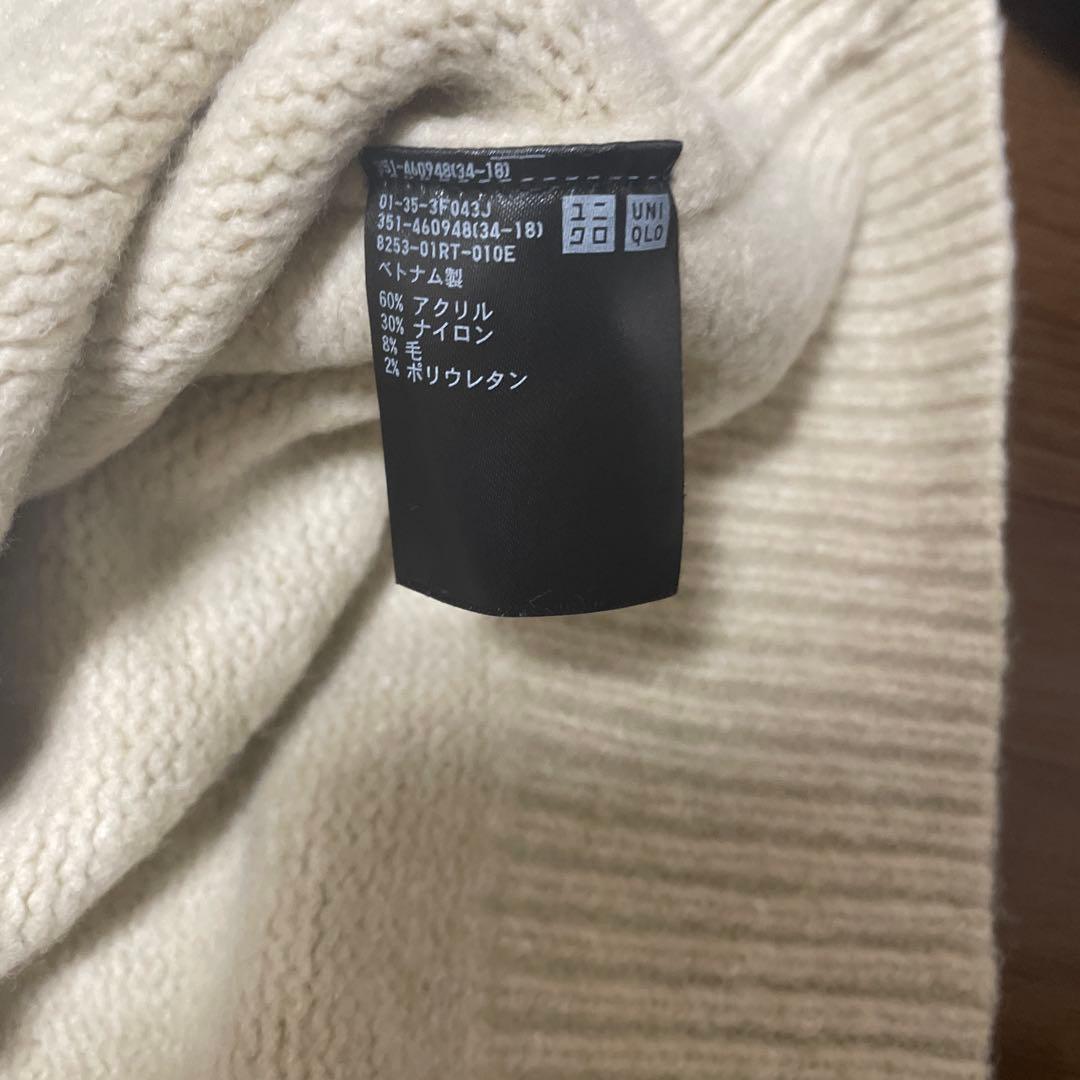 351-460948(34-18)
01-35-3F043J
351-460948(34-18)
8253-01RT-010E
ベトナム製
60% アクリル
30% ナイロン
8% 毛
2% ポリウレタン
ユニ
クロ
UNI
QLO